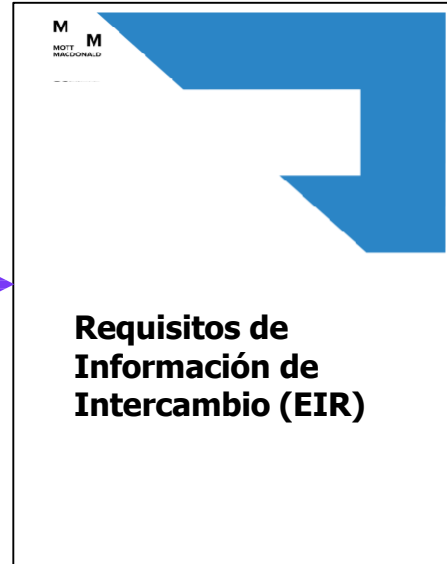 M
M
MOTT
MACDONALD
Requisitos de
Información de
Intercambio (EIR)